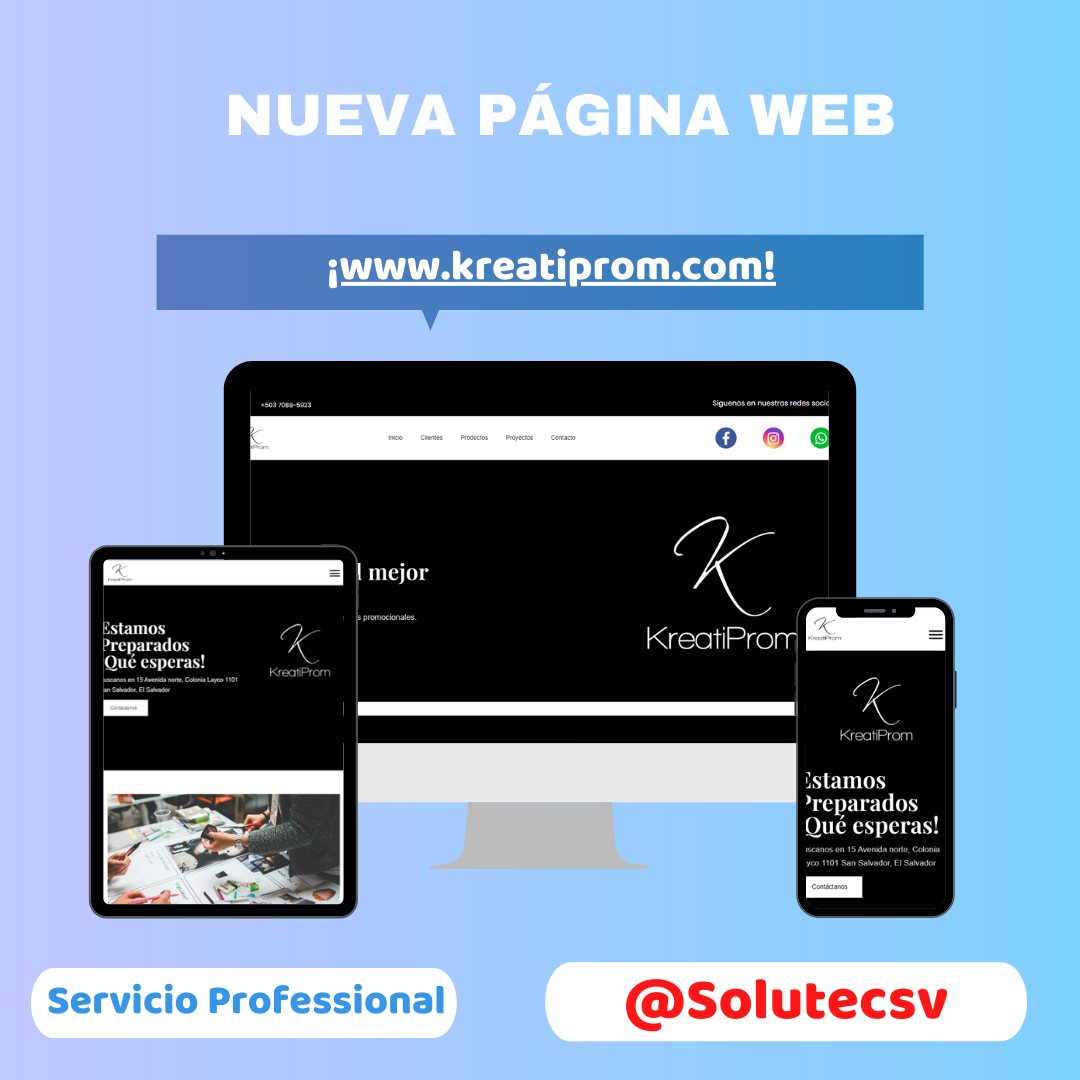 NUEVA PÁGINA WEB
¡www.kreatiprom.com!
+503 7088-5923
Siguenos en nuestras redes socia
Inicio Clientes Productos Proyectos Contacto
mejor
s promocionales.
KreatiProm
KreatiProm
Estamos
Preparados
¡Qué esperas!
uscanos en 15 Avenida norte, Colonia Layco 1101
San Salvador, El Salvador
Contáctanos
KreatiProm
KreatiProm
KreatiProm
Estamos
Preparados
¡Qué esperas!
uscanos en 15 Avenida norte, Colonia
yco 1101 San Salvador, El Salvador
Contáctanos
Servicio Professional
@Solutecsv